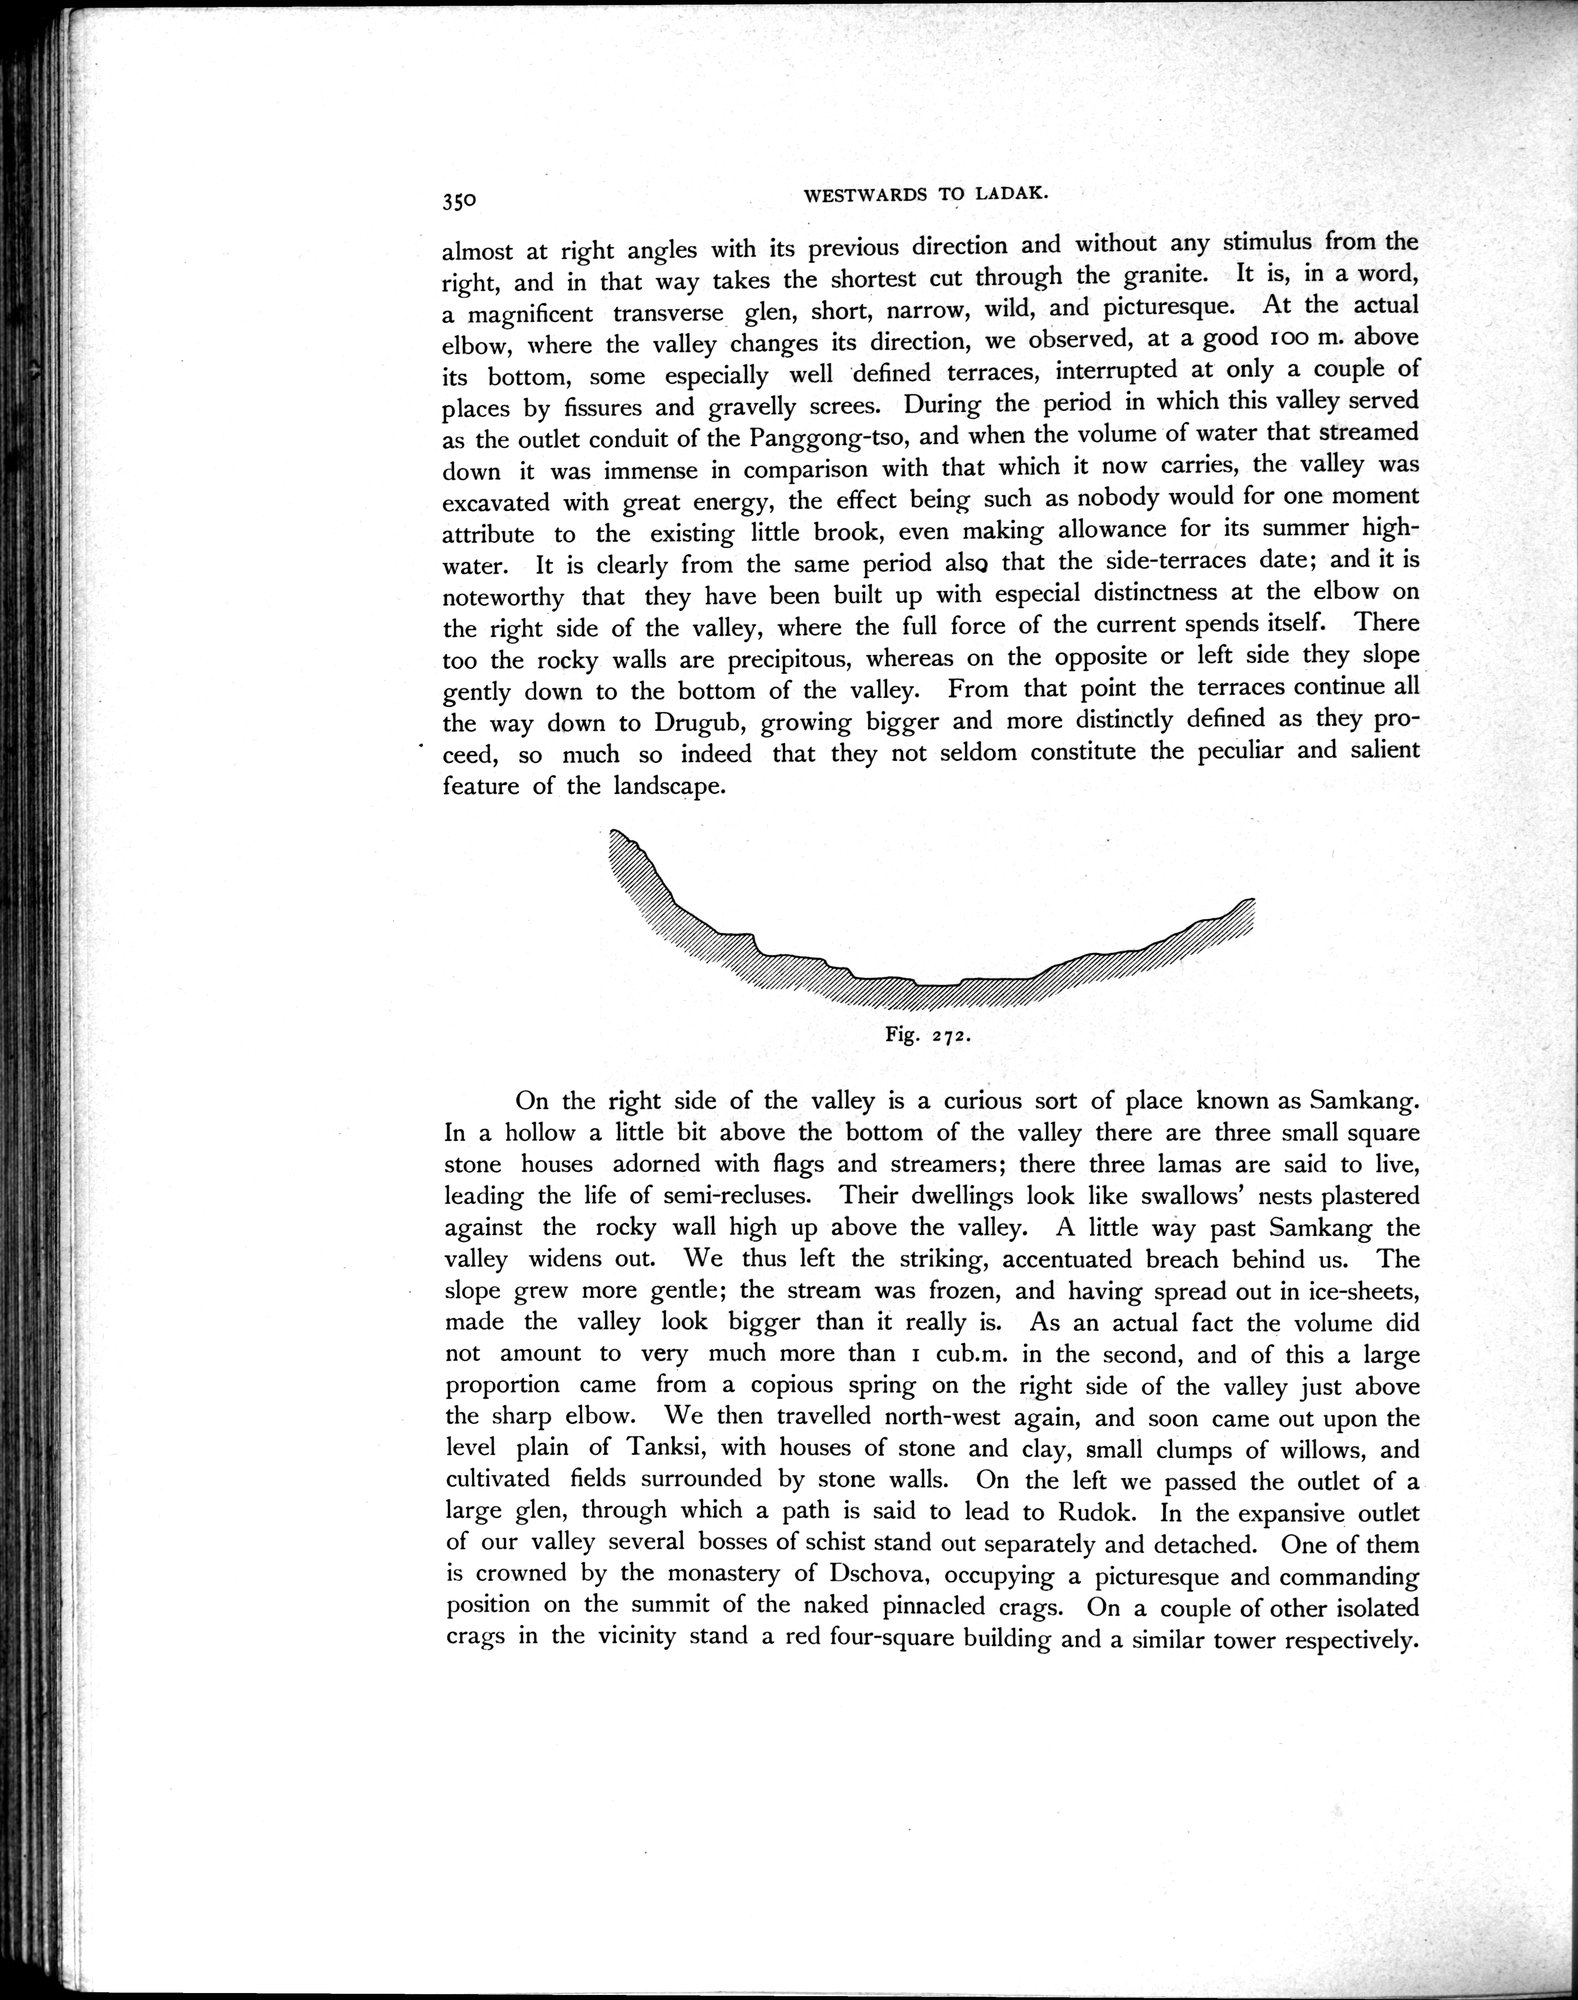 350
WESTWARDS TO LADAK.
almost at right angles with its previous direction and without any stimulus from the
right, and in that way takes the shortest cut through the granite. It is, in a word,
a magnificent transverse glen, short, narrow, wild, and picturesque. At the actual
elbow, where the valley changes its direction, we observed, at a good 100 m. above
its bottom, some especially well defined terraces, interrupted at only a couple of
places by fissures and gravelly screes. During the period in which this valley served
as the outlet conduit of the Panggong-tso, and when the volume of water that streamed
down it was immense in comparison with that which it now carries, the valley was
excavated with great energy, the effect being such as nobody would for one moment
attribute to the existing little brook, even making allowance for its summer high-
water. It is clearly from the same period also that the side-terraces date; and it is
noteworthy that they have been built up with especial distinctness at the elbow on
the right side of the valley, where the full force of the current spends itself. There
too the rocky walls are precipitous, whereas on the opposite or left side they slope
gently down to the bottom of the valley. From that point the terraces continue all
the way down to Drugub, growing bigger and more distinctly defined as they pro-
ceed, so much so indeed that they not seldom constitute the peculiar and salient
feature of the landscape.
Fig. 272.
On the right side of the valley is a curious sort of place known as Samkang.
In a hollow a little bit above the bottom of the valley there are three small square
stone houses adorned with flags and streamers; there three lamas are said to live,
leading the life of semi-recluses. Their dwellings look like swallows' nests plastered
against the rocky wall high up above the valley. A little way past Samkang the
valley widens out. We thus left the striking, accentuated breach behind us. The
slope grew more gentle; the stream was frozen, and having spread out in ice-sheets,
made the valley look bigger than it really is. As an actual fact the volume did
not amount to very much more than 1 cub.m. in the second, and of this a large
proportion came from a copious spring on the right side of the valley just above
the sharp elbow. We then travelled north-west again, and soon came out upon the
level plain of Tanksi, with houses of stone and clay, small clumps of willows, and
cultivated fields surrounded by stone walls. On the left we passed the outlet of a
large glen, through which a path is said to lead to Rudok. In the expansive outlet
of our valley several bosses of schist stand out separately and detached. One of them
is crowned by the monastery of Dschova, occupying a picturesque and commanding
position on the summit of the naked pinnacled crags. On a couple of other isolated
crags in the vicinity stand a red four-square building and a similar tower respectively.